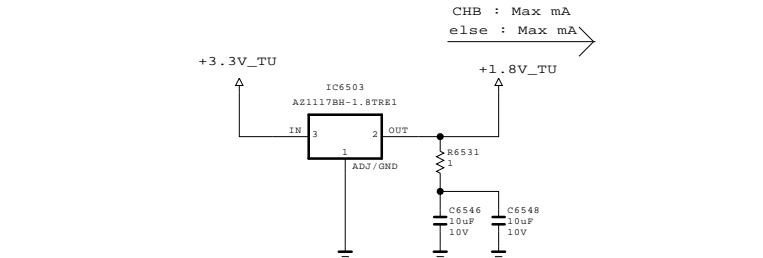 CHB : Max mA
else : Max mA
+3.3V_TU
+1.8V_TU
IC6503
AZ1117BH-1.8TRE1
IN
3
2
OUT
1
ADJ/GND
R6531
1
C6546
10uF
10V
C6548
10uF
10V